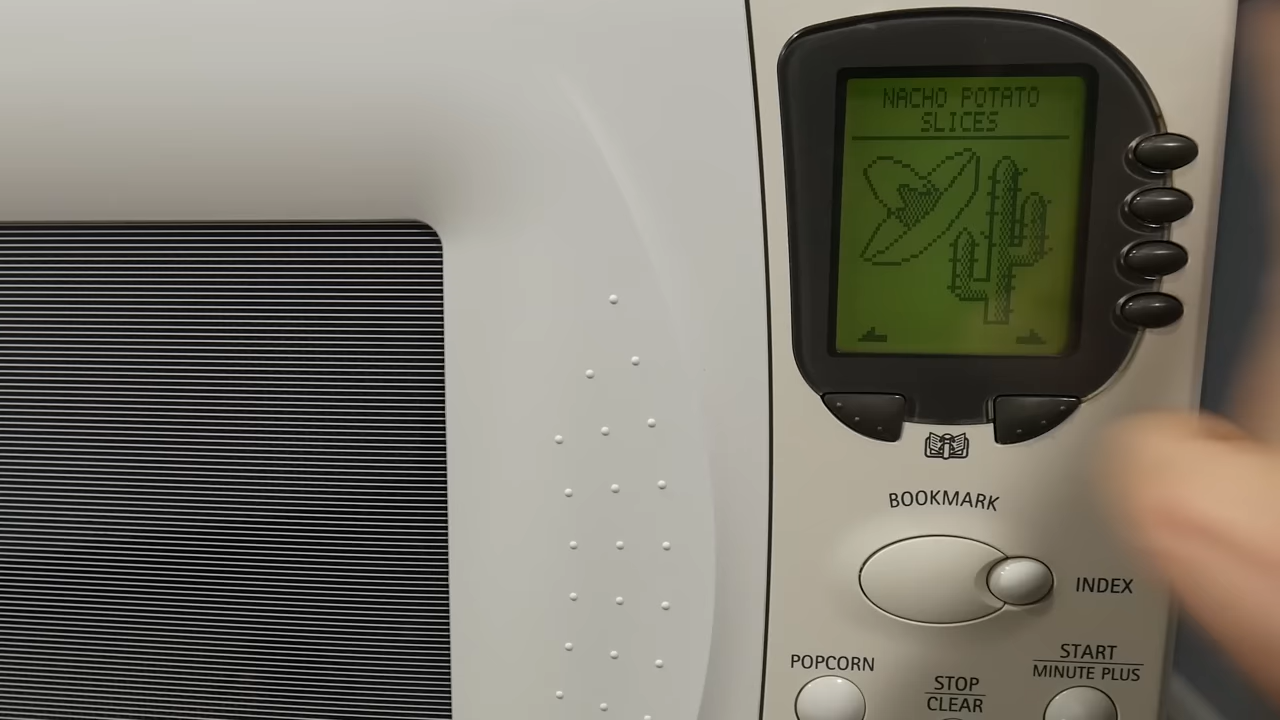 NACHO POTATO
SLICES
BOOKMARK
INDEX
POPCORN
STOP
CLEAR
START
MINUTE PLUS